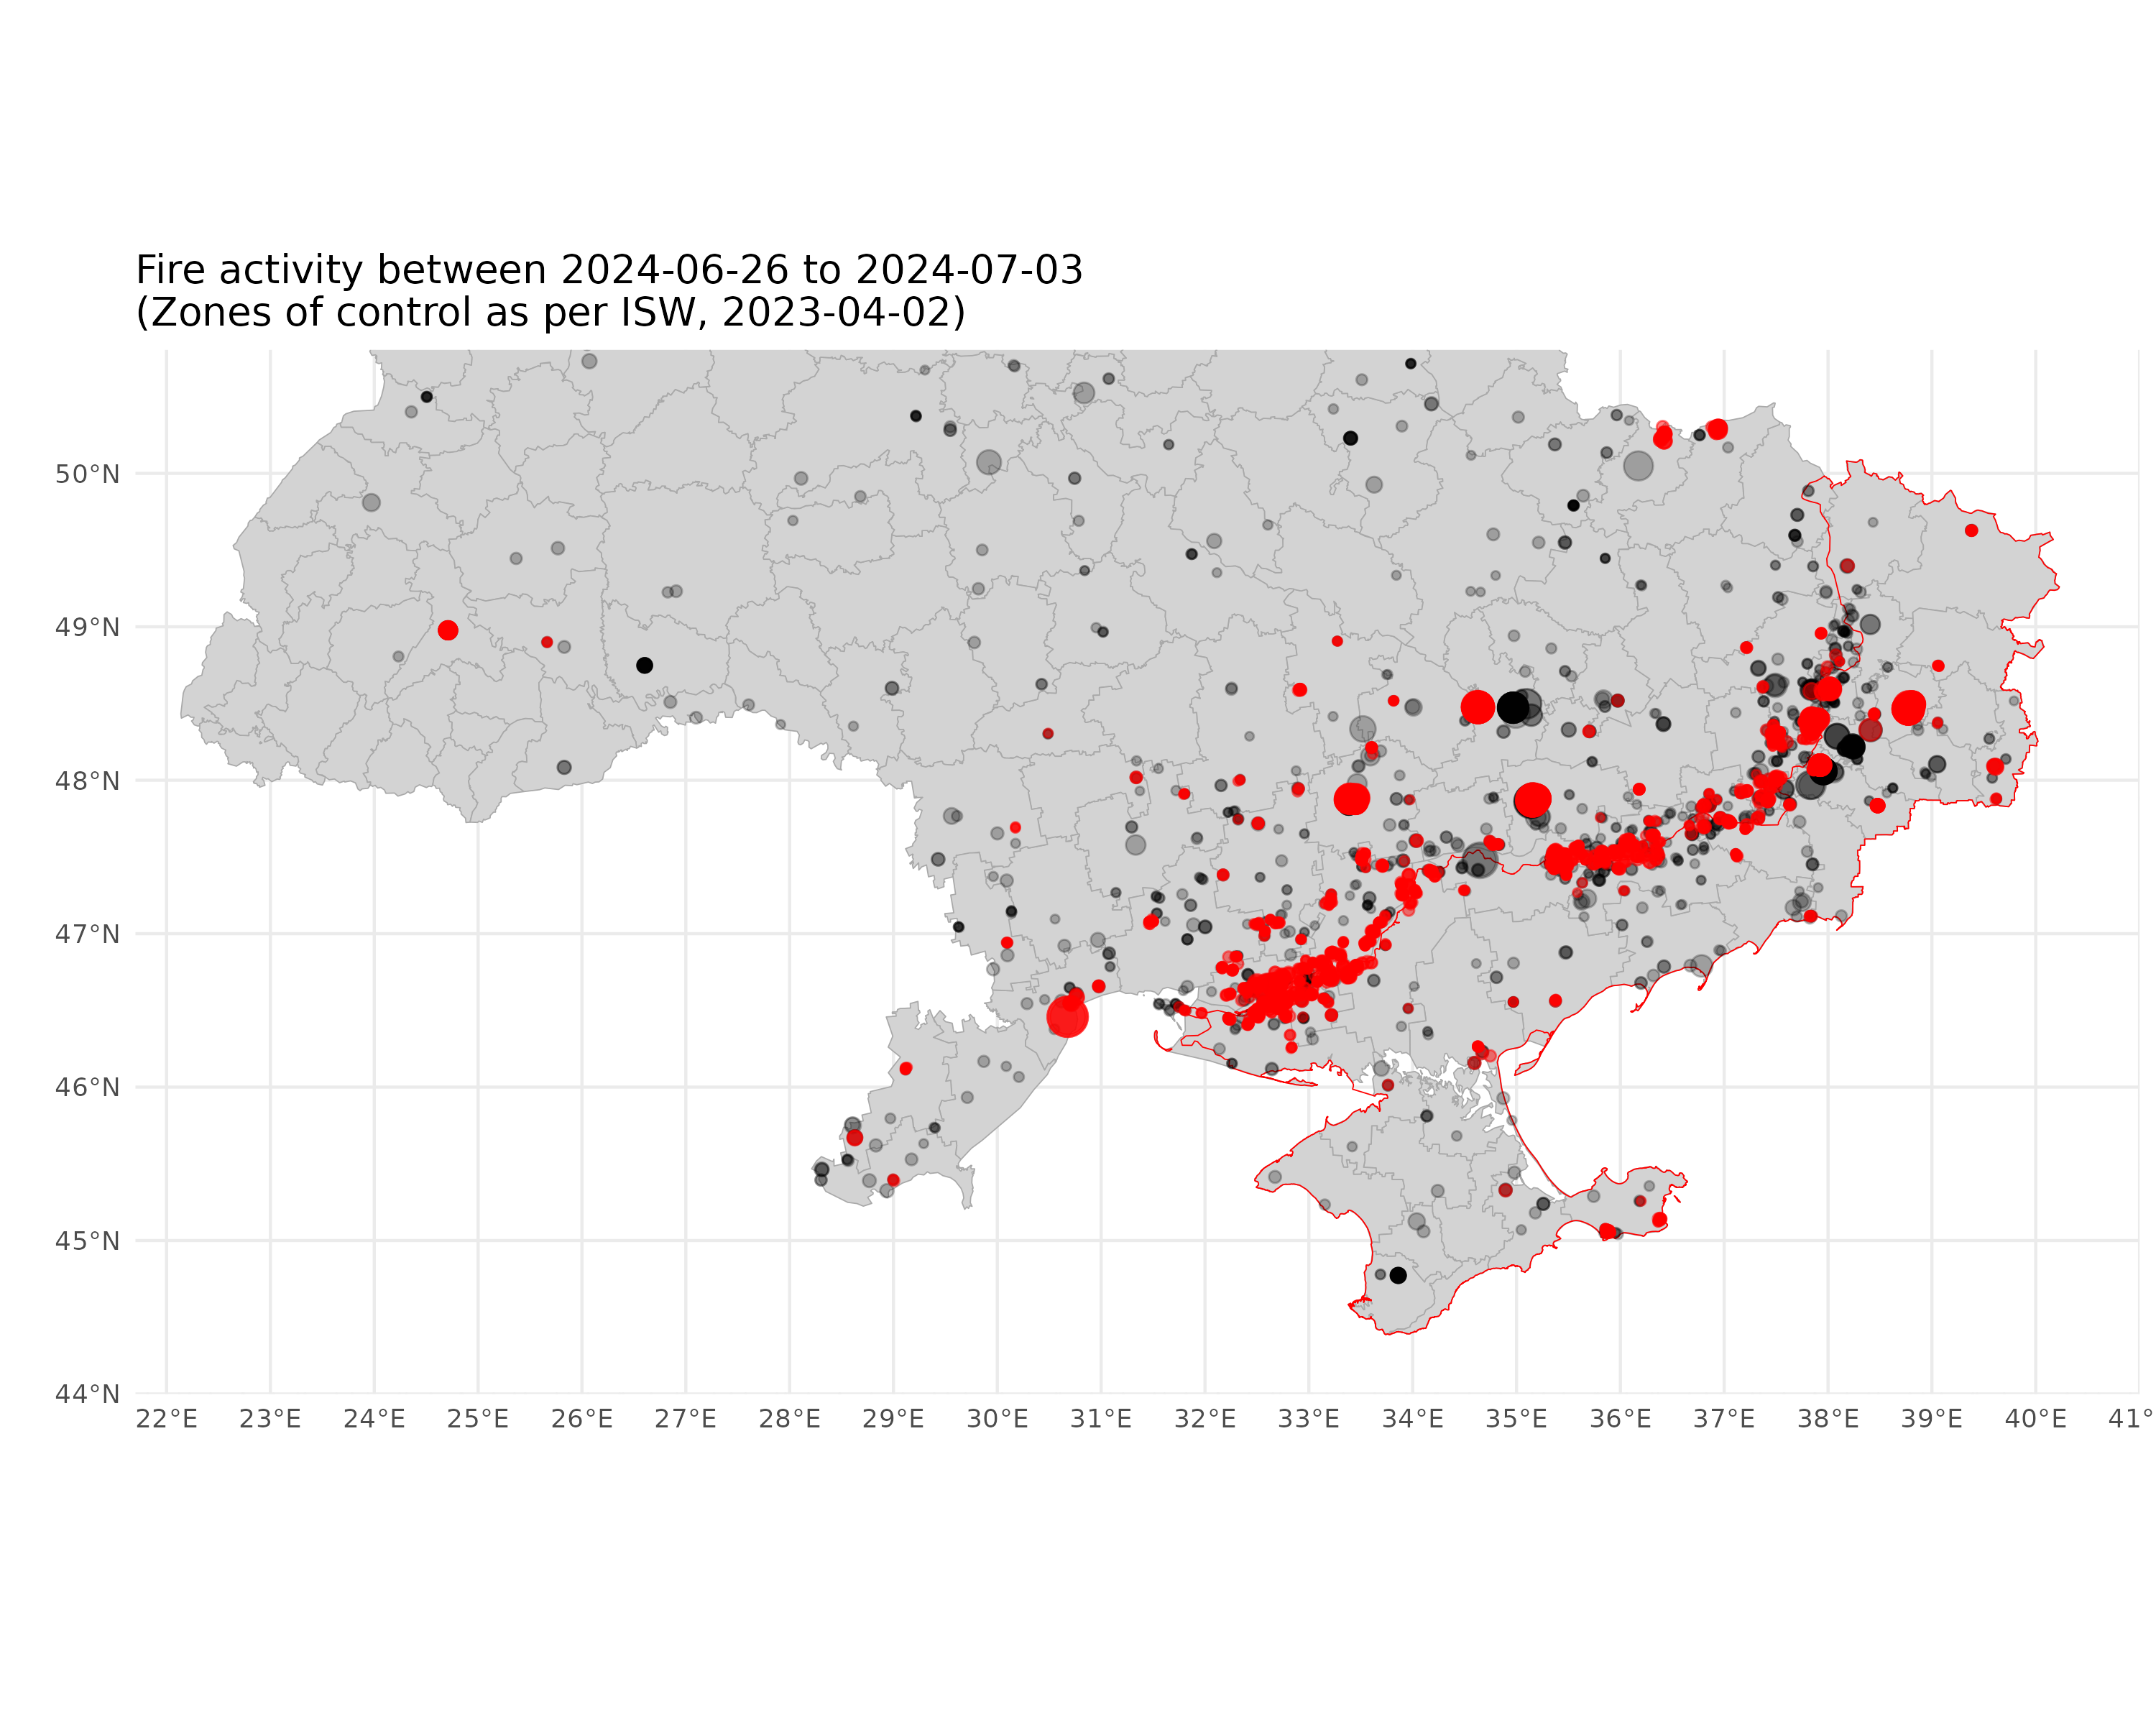 Fire activity between 2024-06-26 to 2024-07-03
(Zones of control as per ISW, 2023-04-02)
50°N
49°N
48°N
47°N
46°N
45°N
44°N
22°E 23°E 24°E 25°E 26°E 27°E 28°E 29°E 30°E 31°E 32°E 33°E 34°E 35°E 36°E 37°E 38°E 39°E 40°E 41°